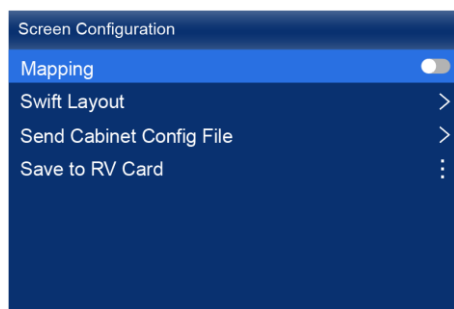 Screen Configuration
Mapping
Swift Layout
Send Cabinet Config File
Save to RV Card